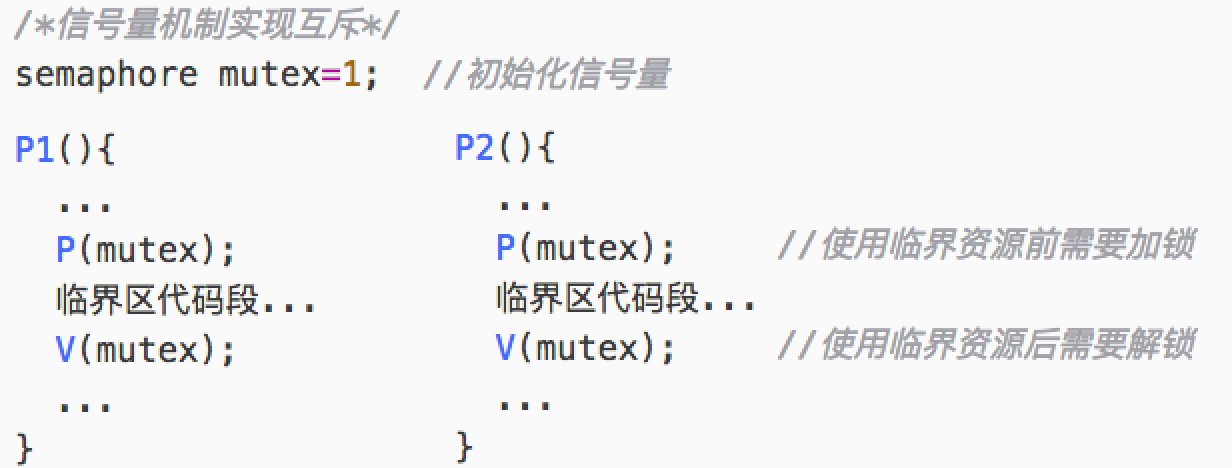 /*信号量机制实现互斥*/
semaphore mutex=1;  //初始化信号量
P1(){
...
P(mutex);
临界区代码段...
V(mutex);
...
}
P2(){
...
P(mutex);  //使用临界资源前需要加锁
临界区代码段...
V(mutex);  //使用临界资源后需要解锁
...
}